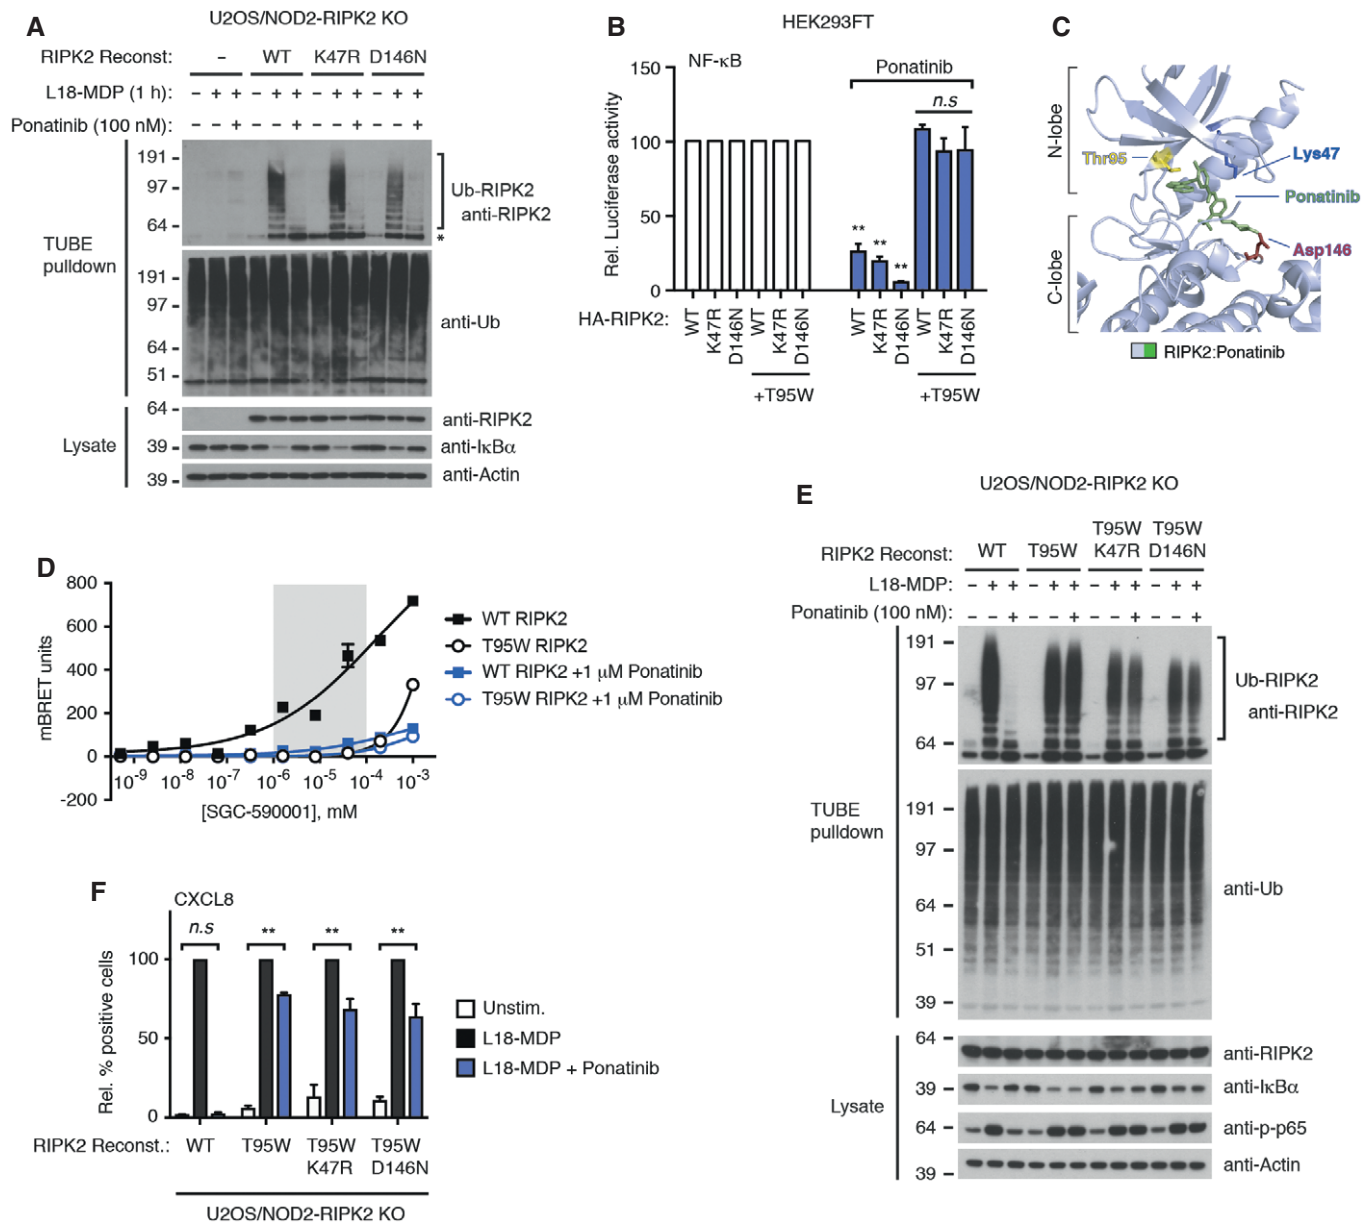 A
U2OS/NOD2-RIPK2 KO
RIPK2 Reconst: – WT K47R D146N
L18-MDP (1 h): – + + – + + – + + – + +
Ponatinib (100 nM): – – + – – + – – + – – +
TUBE pulldown
191
97
64
Ub-RIPK2
anti-RIPK2
*
191
97
64
51
anti-Ub
Lysate
64
anti-RIPK2
39
anti-IκBα
39
anti-Actin
B
HEK293FT
NF-κB
Ponatinib
n.s
Rel. Luciferase activity
150
100
50
0
** ** **
HA-RIPK2: WT K47R D146N WT K47R D146N WT K47R D146N WT K47R D146N
+T95W +T95W
C
N-lobe
C-lobe
Thr95
Lys47
Ponatinib
Asp146
RIPK2:Ponatinib
D
mBRET units
800
600
400
200
0
-200
10-9 10-8 10-7 10-6 10-5 10-4 10-3
[SGC-590001], mM
WT RIPK2
T95W RIPK2
WT RIPK2 +1 μM Ponatinib
T95W RIPK2 +1 μM Ponatinib
E
U2OS/NOD2-RIPK2 KO
RIPK2 Reconst: WT T95W T95W K47R T95W D146N
L18-MDP: – + + – + + – + + – + +
Ponatinib (100 nM): – – + – – + – – + – – +
TUBE pulldown
191
97
64
Ub-RIPK2
anti-RIPK2
191
97
64
51
39
anti-Ub
Lysate
64
anti-RIPK2
39
anti-IκBα
64
anti-p-p65
39
anti-Actin
F
CXCL8
n.s ** ** **
Rel. % positive cells
100
50
0
Unstim.
L18-MDP
L18-MDP + Ponatinib
RIPK2 Reconst.: WT T95W T95W K47R T95W D146N
U2OS/NOD2-RIPK2 KO